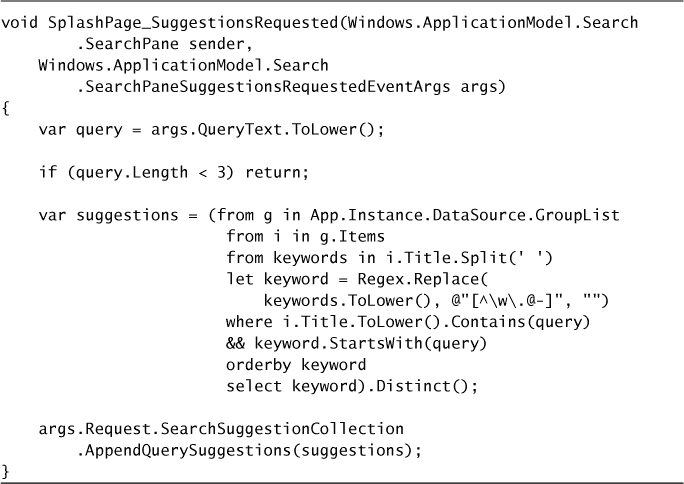 void SplashPage_SuggestionsRequested(Windows.ApplicationModel.Search
        .SearchPane sender,
    Windows.ApplicationModel.Search
        .SearchPaneSuggestionsRequestedEventArgs args)
{
    var query = args.QueryText.ToLower();

    if (query.Length < 3) return;

    var suggestions = (from g in App.Instance.DataSource.GroupList
                        from i in g.Items
                        from keywords in i.Title.Split(' ')
                        let keyword = Regex.Replace(
                            keywords.ToLower(), @"[^\w\.@-]", "")
                        where i.Title.ToLower().Contains(query)
                        && keyword.StartsWith(query)
                        orderby keyword
                        select keyword).Distinct();

    args.Request.SearchSuggestionCollection
        .AppendQuerySuggestions(suggestions);
}